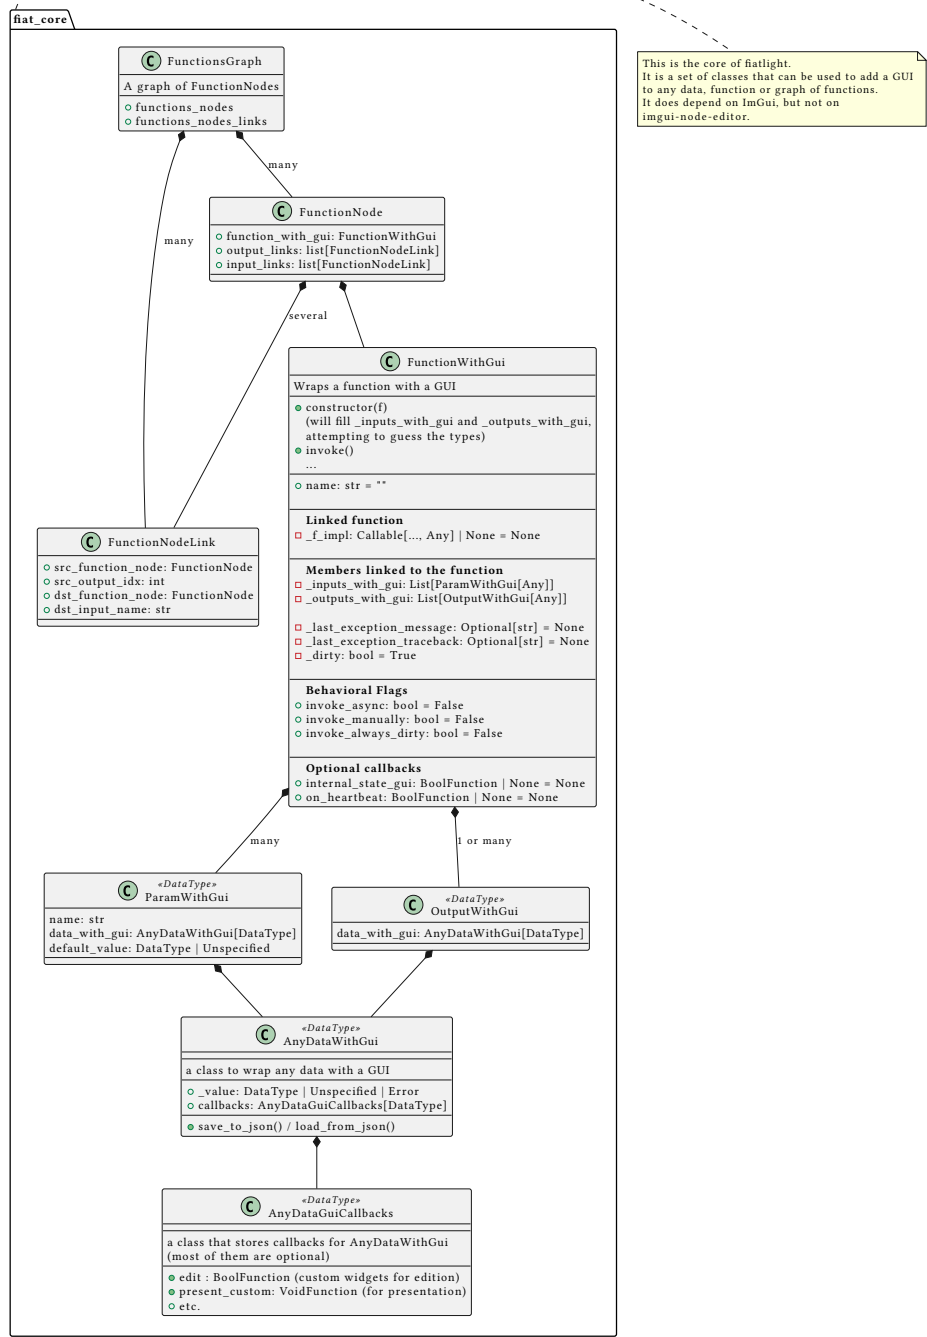 fiat_core
This is the core of fiatlight.
It is a set of classes that can be used to add a GUI
to any data, function or graph of functions.
It does depend on ImGui, but not on
imgui-node-editor.
C FunctionsGraph
A graph of FunctionNodes
functions_nodes
functions_nodes_links
many
many
C FunctionNode
function_with_gui: FunctionWithGui
output_links: list[FunctionNodeLink]
input_links: list[FunctionNodeLink]
several
C FunctionWithGui
Wraps a function with a GUI
constructor(f)
(will fill _inputs_with_gui and _outputs_with_gui,
attempting to guess the types)
invoke()
...
name: str = ""
Linked function
_f_impl: Callable[..., Any] | None = None
Members linked to the function
_inputs_with_gui: List[ParamWithGui[Any]]
_outputs_with_gui: List[OutputWithGui[Any]]
_last_exception_message: Optional[str] = None
_last_exception_traceback: Optional[str] = None
_dirty: bool = True
Behavioral Flags
invoke_async: bool = False
invoke_manually: bool = False
invoke_always_dirty: bool = False
Optional callbacks
internal_state_gui: BoolFunction | None = None
on_heartbeat: BoolFunction | None = None
C FunctionNodeLink
src_function_node: FunctionNode
src_output_idx: int
dst_function_node: FunctionNode
dst_input_name: str
many
1 or many
«DataType»
C ParamWithGui
name: str
data_with_gui: AnyDataWithGui[DataType]
default_value: DataType | Unspecified
«DataType»
C OutputWithGui
data_with_gui: AnyDataWithGui[DataType]
«DataType»
C AnyDataWithGui
a class to wrap any data with a GUI
_value: DataType | Unspecified | Error
callbacks: AnyDataGuiCallbacks[DataType]
save_to_json() / load_from_json()
«DataType»
C AnyDataGuiCallbacks
a class that stores callbacks for AnyDataWithGui
(most of them are optional)
edit : BoolFunction (custom widgets for edition)
present_custom: VoidFunction (for presentation)
etc.